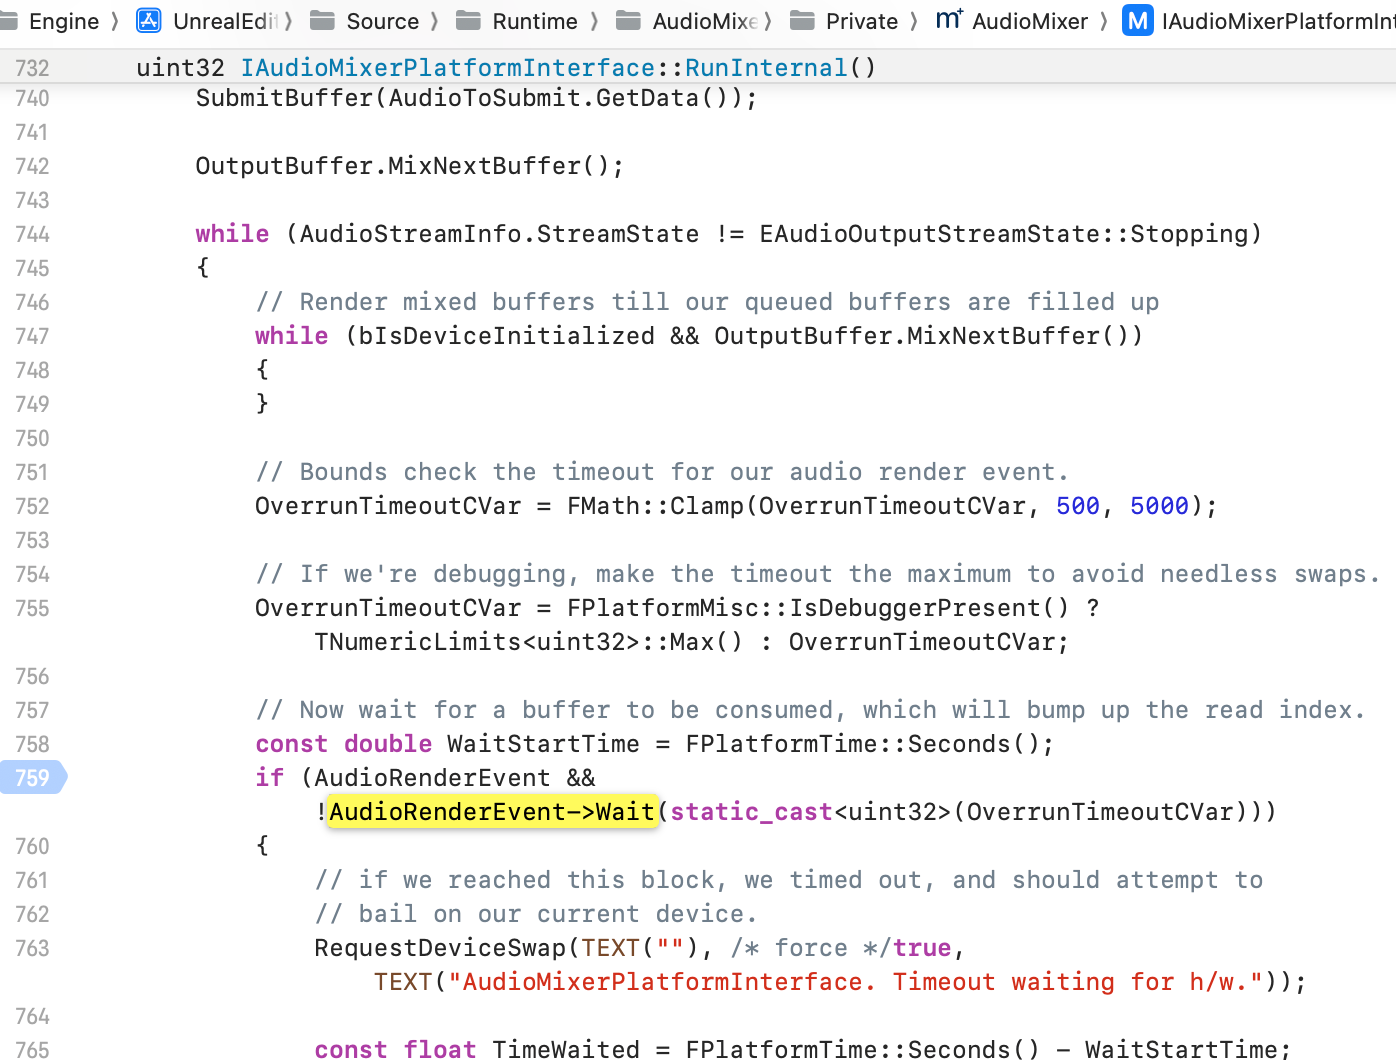 Engine 〉 UnrealEdi 〉 Source 〉 Runtime 〉 AudioMixe 〉 Private 〉 m+ AudioMixer 〉 M IAudioMixerPlatformInt
732 uint32 IAudioMixerPlatformInterface::RunInternal()
740 SubmitBuffer(AudioToSubmit.GetData());
741
742 OutputBuffer.MixNextBuffer();
743
744 while (AudioStreamInfo.StreamState != EAudioOutputStreamState::Stopping)
745 {
746 // Render mixed buffers till our queued buffers are filled up
747 while (bIsDeviceInitialized && OutputBuffer.MixNextBuffer())
748 {
749 }
750
751 // Bounds check the timeout for our audio render event.
752 OverrunTimeoutCVar = FMath::Clamp(OverrunTimeoutCVar, 500, 5000);
753
754 // If we're debugging, make the timeout the maximum to avoid needless swaps.
755 OverrunTimeoutCVar = FPlatformMisc::IsDebuggerPresent() ?
TNumericLimits<uint32>::Max() : OverrunTimeoutCVar;
756
757 // Now wait for a buffer to be consumed, which will bump up the read index.
758 const double WaitStartTime = FPlatformTime::Seconds();
759 if (AudioRenderEvent &&
!AudioRenderEvent->Wait(static_cast<uint32>(OverrunTimeoutCVar)))
760 {
761 // if we reached this block, we timed out, and should attempt to
762 // bail on our current device.
763 RequestDeviceSwap(TEXT(""), /* force */true,
TEXT("AudioMixerPlatformInterface. Timeout waiting for h/w."));
764
765 const float TimeWaited = FPlatformTime::Seconds() - WaitStartTime;